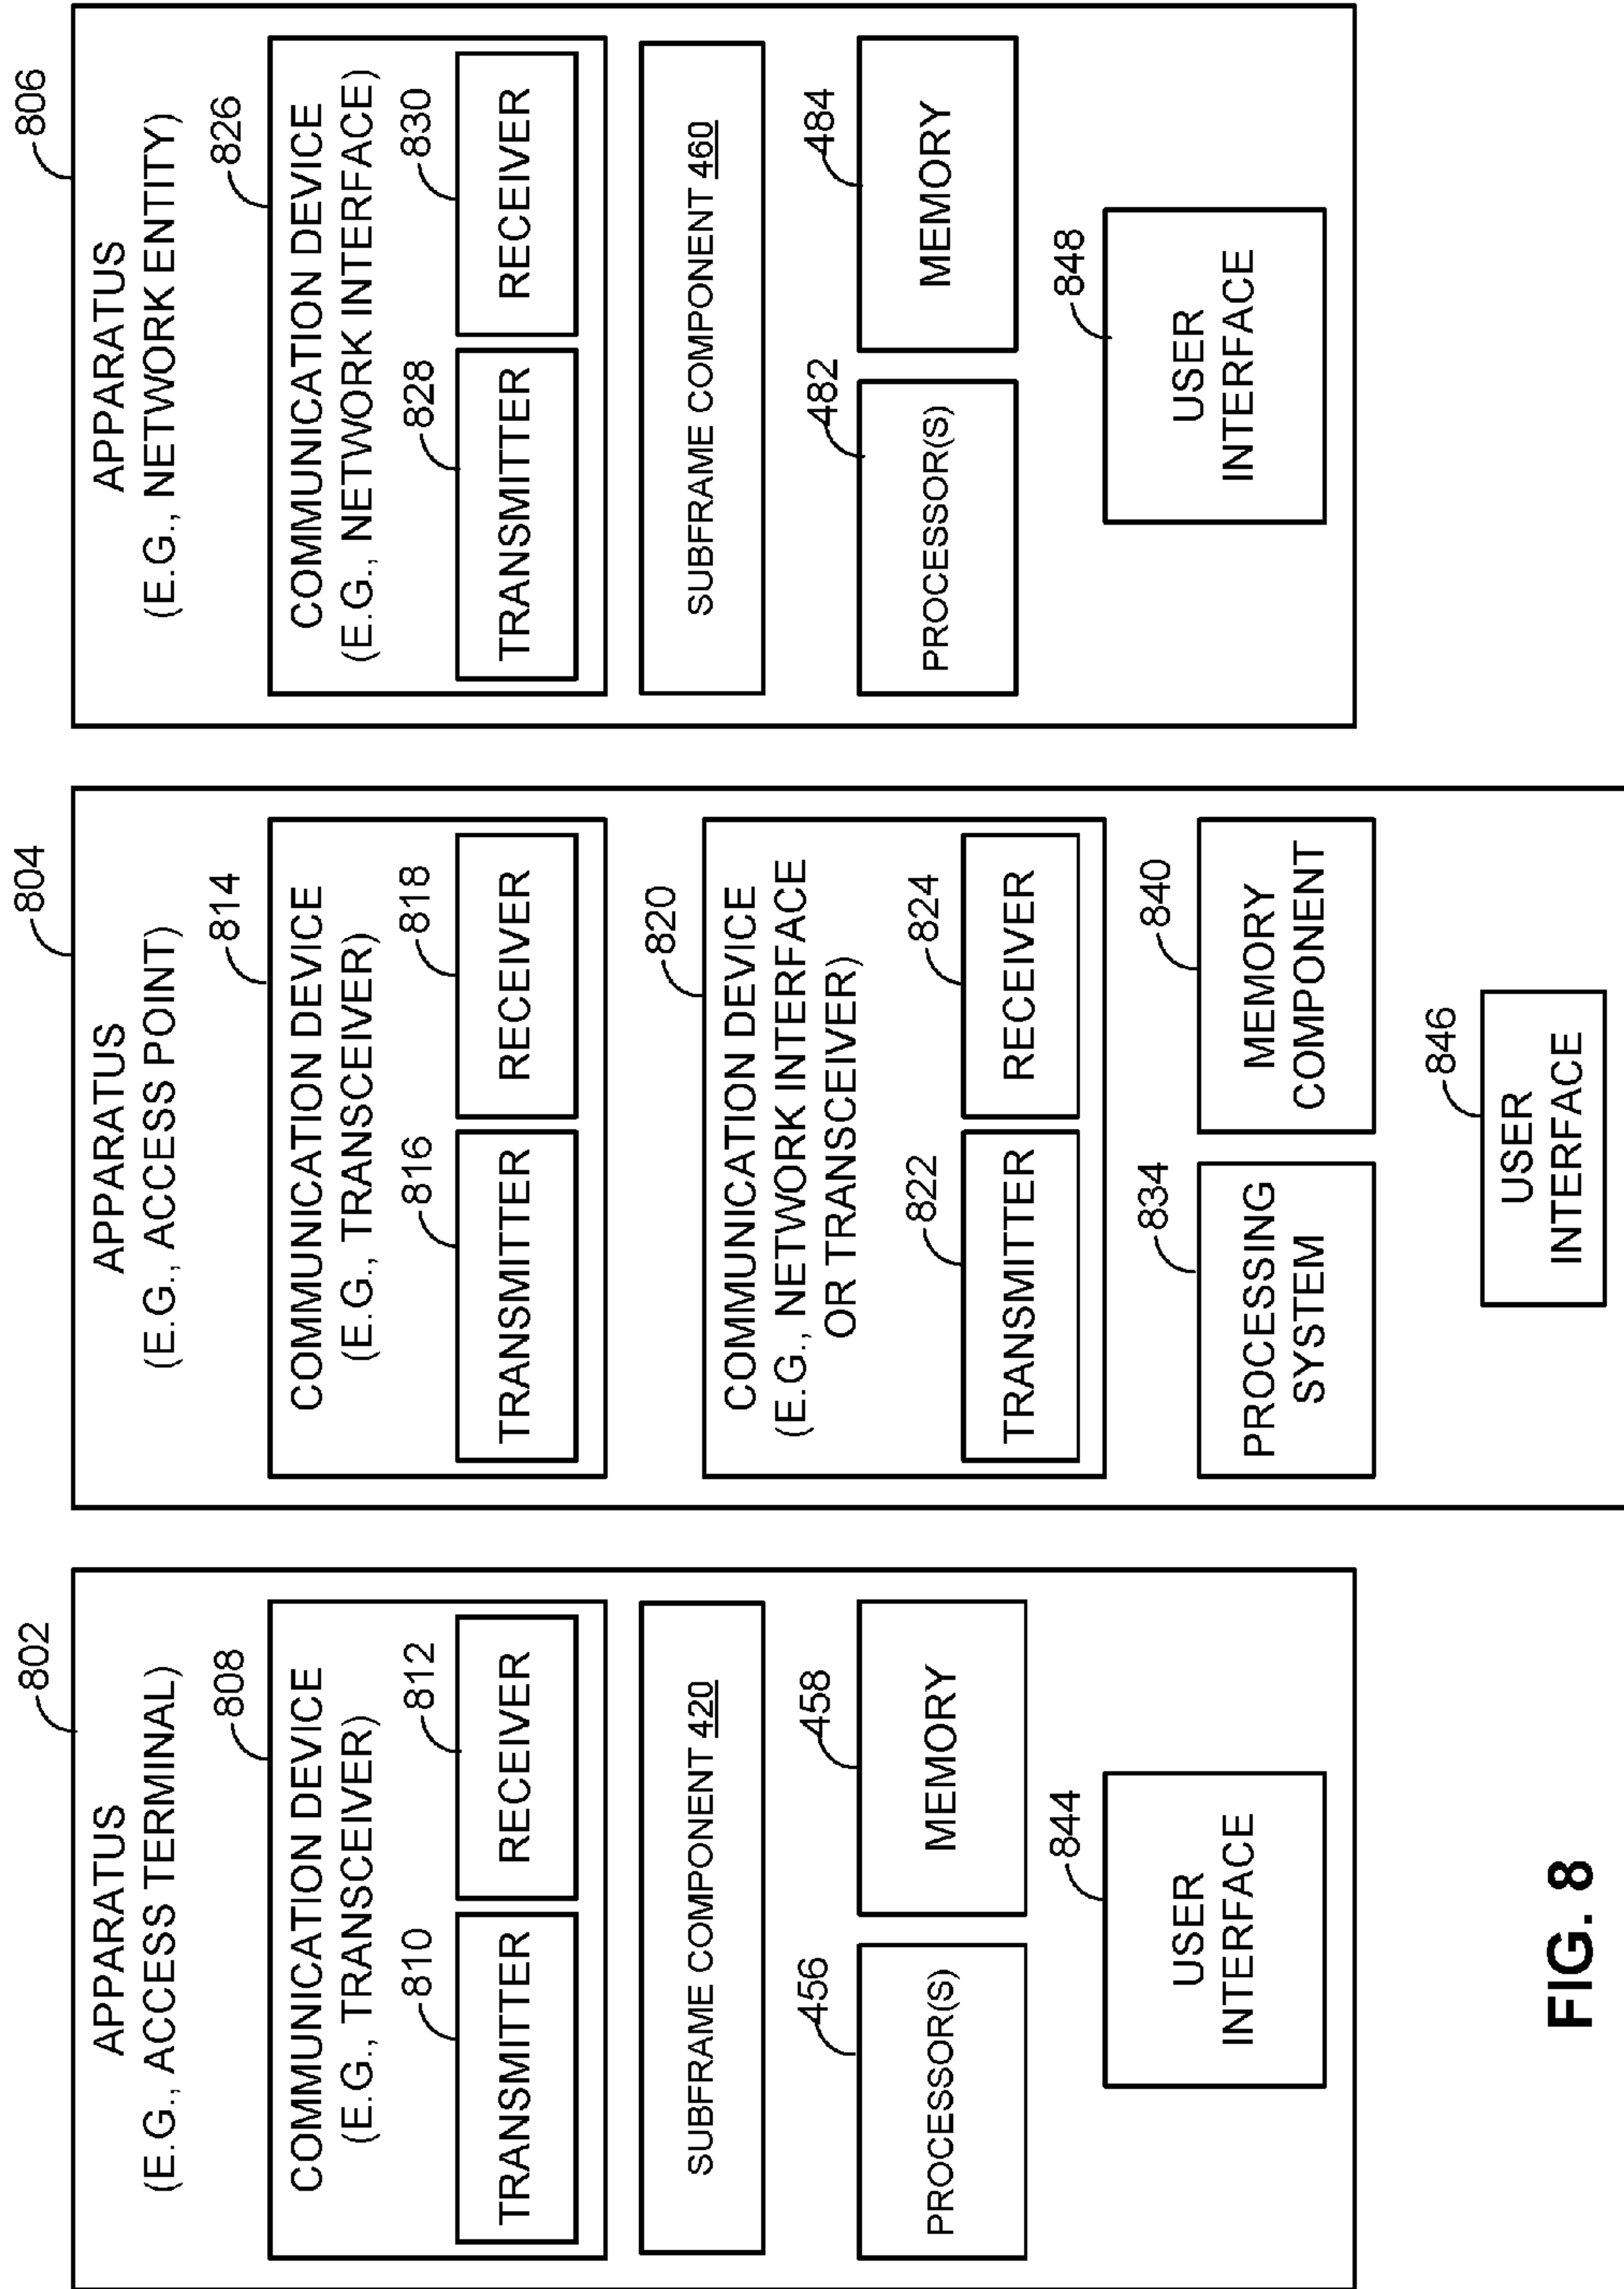 802
APPARATUS
(E.G., ACCESS TERMINAL)
808
COMMUNICATION DEVICE
(E.G., TRANSCEIVER)
810
812
TRANSMITTER
RECEIVER
SUBFRAME COMPONENT 420
456
458
PROCESSOR(S)
MEMORY
844
USER
INTERFACE
804
APPARATUS
(E.G., ACCESS POINT)
814
COMMUNICATION DEVICE
(E.G., TRANSCEIVER)
816
818
TRANSMITTER
RECEIVER
820
COMMUNICATION DEVICE
(E.G., NETWORK INTERFACE
OR TRANSCEIVER)
822
824
TRANSMITTER
RECEIVER
834
840
PROCESSING
SYSTEM
MEMORY
COMPONENT
846
USER
INTERFACE
806
APPARATUS
(E.G., NETWORK ENTITY)
826
COMMUNICATION DEVICE
(E.G., NETWORK INTERFACE)
828
830
TRANSMITTER
RECEIVER
SUBFRAME COMPONENT 460
482
484
PROCESSOR(S)
MEMORY
848
USER
INTERFACE
FIG. 8